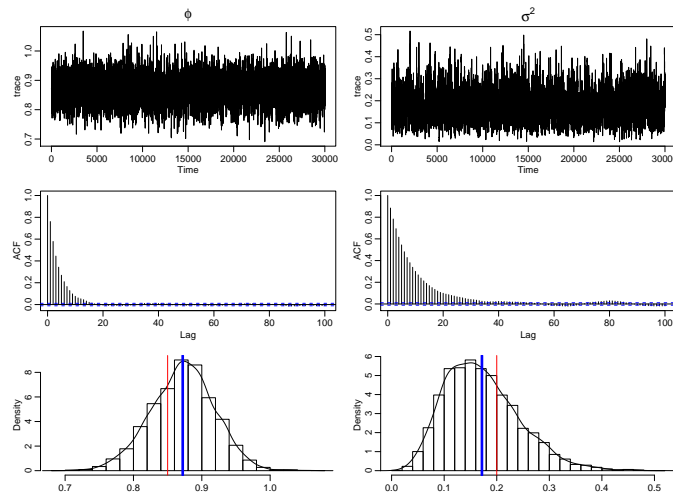 ϕ
σ²
trace
0.7 0.8 0.9 1.0
0 5000 10000 15000 20000 25000 30000
Time
trace
0.0 0.1 0.2 0.3 0.4 0.5
0 5000 10000 15000 20000 25000 3000
Time
ACF
0.0 0.2 0.4 0.6 0.8 1.0
0 20 40 60 80 100
Lag
ACF
0.0 0.2 0.4 0.6 0.8 1.0
0 20 40 60 80 100
Lag
Density
0 2 4 6 8
0.7 0.8 0.9 1.0
Density
0 1 2 3 4 5 6
0.0 0.1 0.2 0.3 0.4 0.5